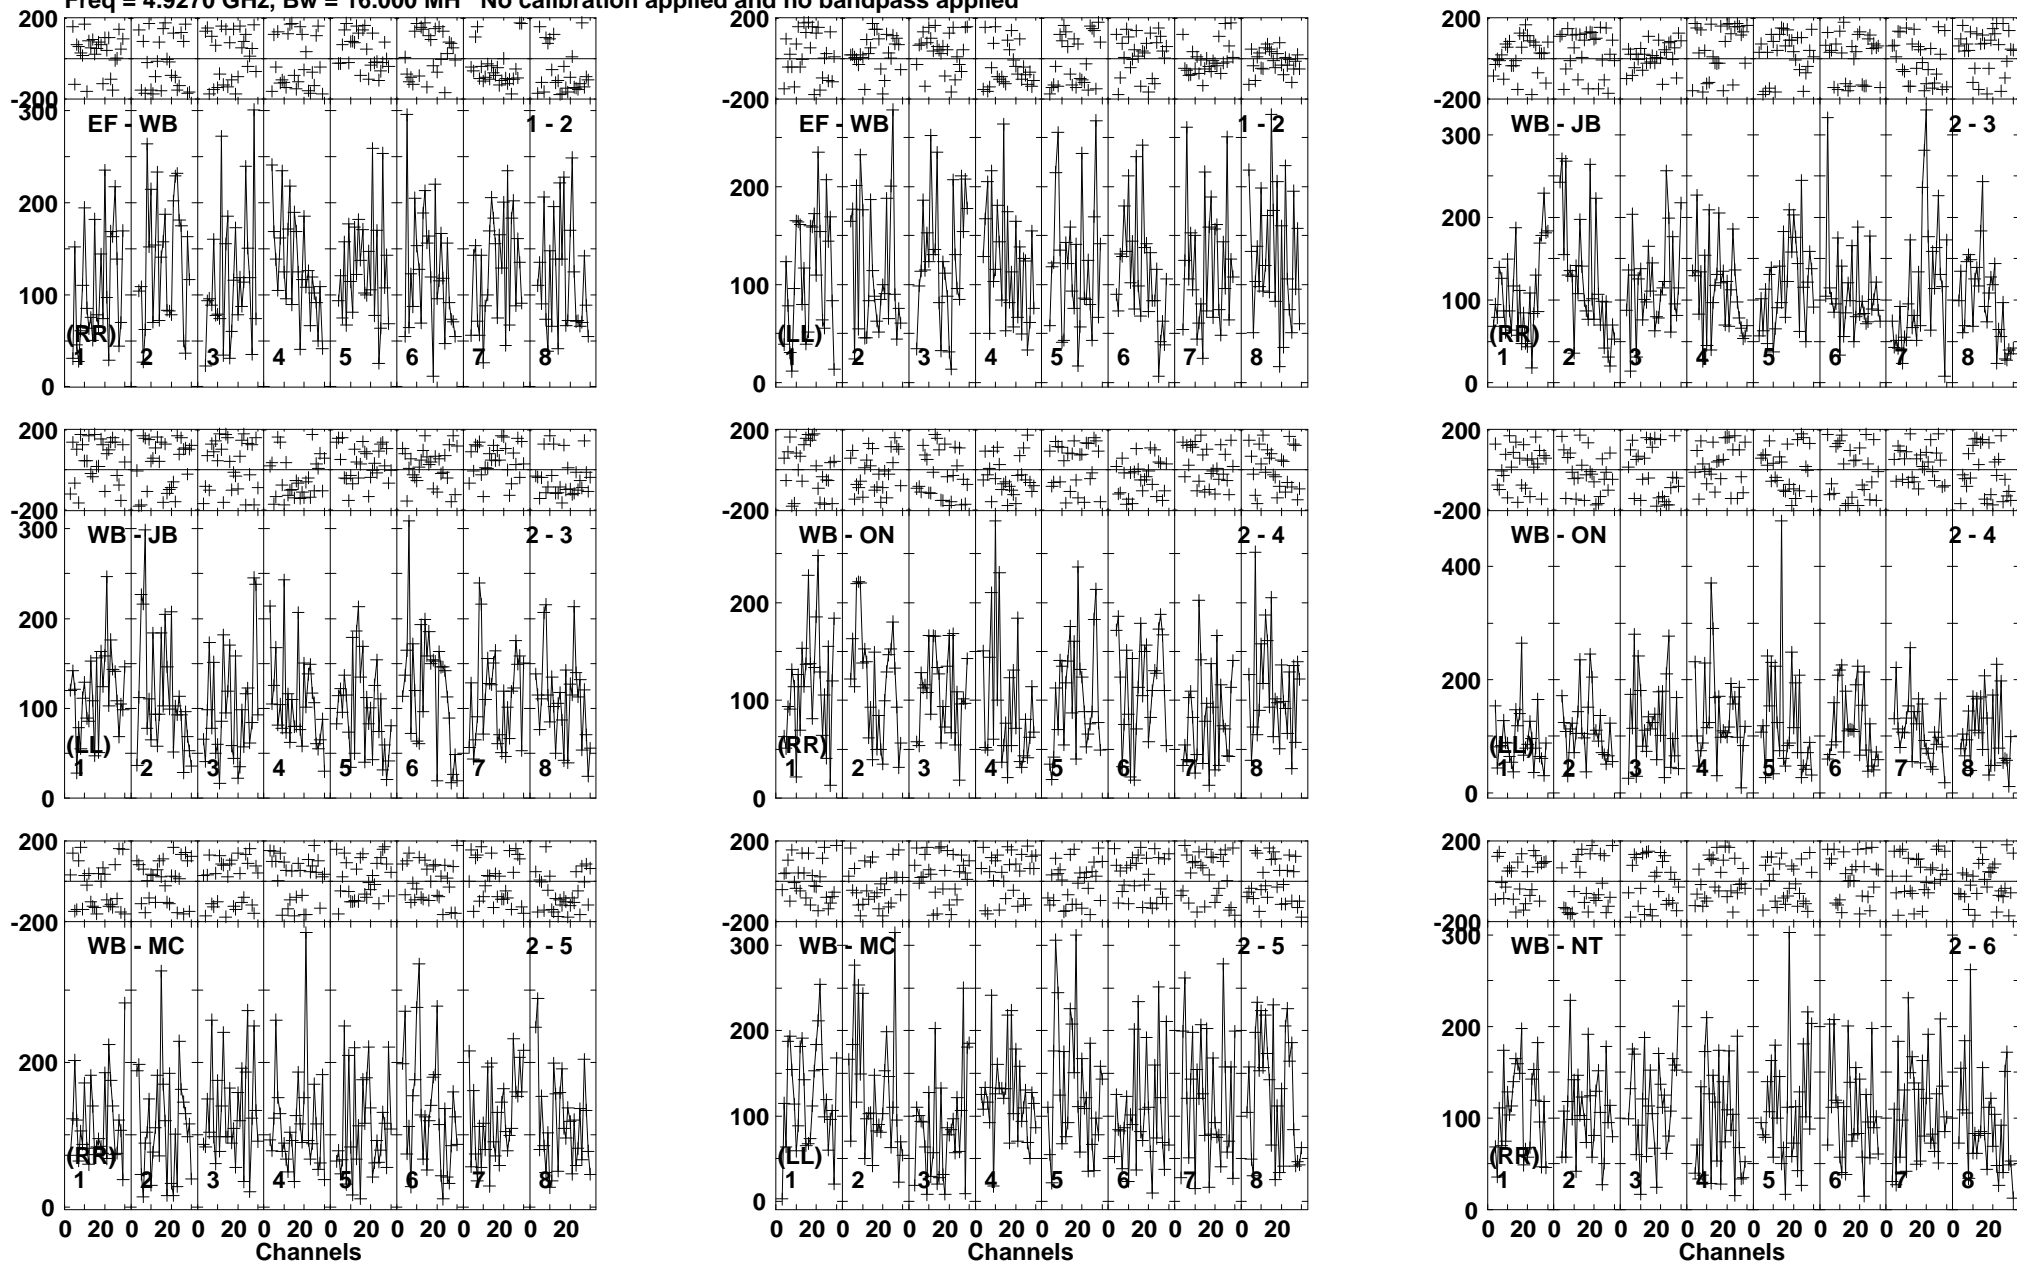 Freq = 4.9270 GHz, Bw = 16.000 MH No calibration applied and no bandpass applied
200 200 200
-200 -200 -200
300 EF - WB 1 - 2 EF - WB 1 - 2 WB - JB 2 - 3
300
200 200 200
100 100 100
(RR) (LL) (RR)
1 2 3 4 5 6 7 8 1 2 3 4 5 6 7 8 1 2 3 4 5 6 7 8
0 0 0
200 200 200
-200 -200 -200
300 WB - JB 2 - 3 WB - ON 2 - 4 WB - ON 2 - 4
400
200 200 200
100 100
(LL) (RR) (LL)
1 2 3 4 5 6 7 8 1 2 3 4 5 6 7 8 1 2 3 4 5 6 7 8
0 0 0
200 200 200
-200 -200 -200
WB - MC 2 - 5 300 WB - MC 2 - 5 300 WB - NT 2 - 6
200 200 200
100 100
(RR) (LL) (RR)
1 2 3 4 5 6 7 8 1 2 3 4 5 6 7 8 1 2 3 4 5 6 7 8
0 0 0
0 20 0 20 0 20 0 20 0 20 0 20 0 20 0 20 0 20 0 20 0 20 0 20 0 20 0 20 0 20 0 20 0 20 0 20 0 20 0 20 0 20 0 20 0 20 0 20
Channels Channels